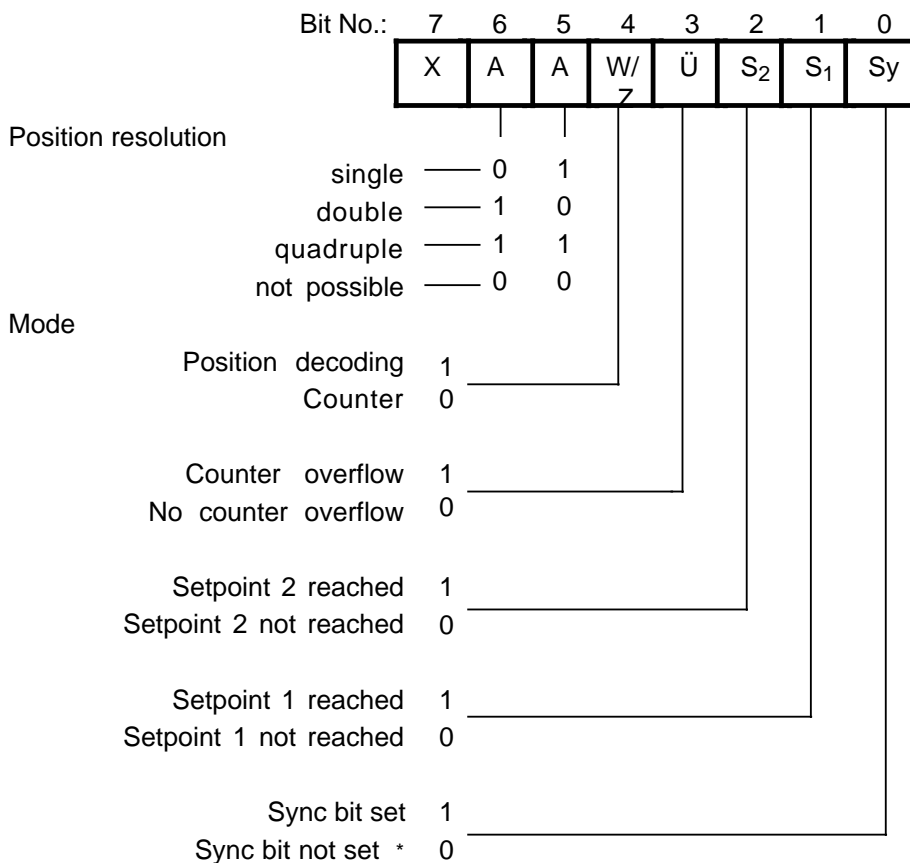 Bit No.: 7 6 5 4 3 2 1 0
X A A W/Z Ü S2 S1 Sy
Position resolution
single 0 1
double 1 0
quadruple 1 1
not possible 0 0
Mode
Position decoding 1
Counter 0
Counter overflow 1
No counter overflow 0
Setpoint 2 reached 1
Setpoint 2 not reached 0
Setpoint 1 reached 1
Setpoint 1 not reached 0
Sync bit set 1
Sync bit not set * 0